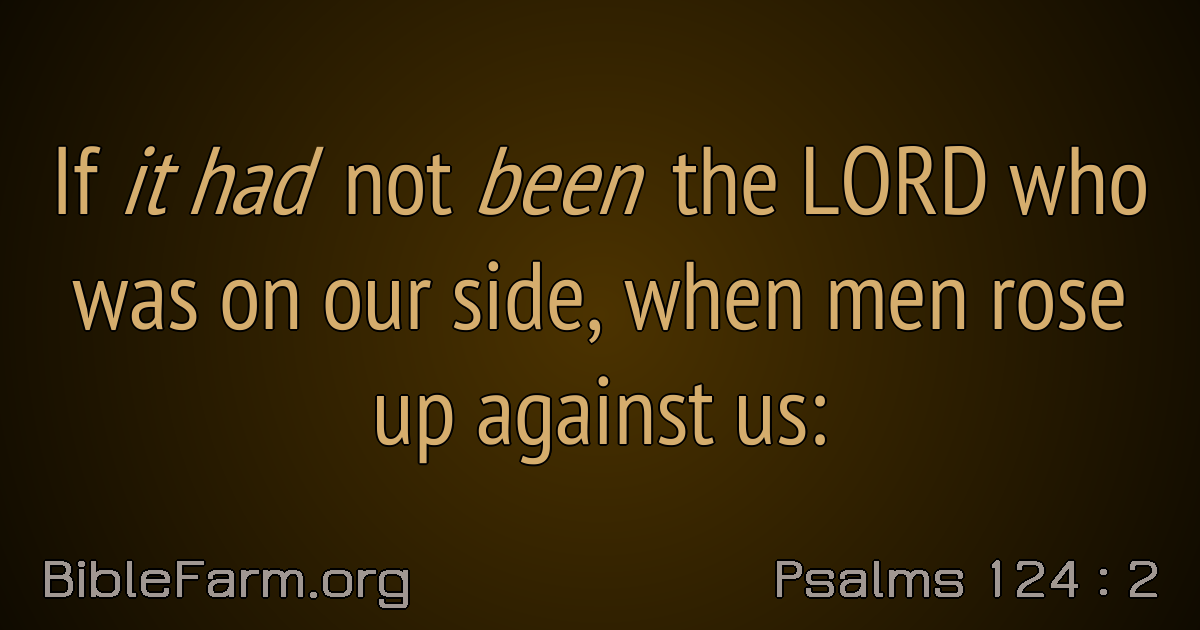 If it had not been the LORD who
was on our side, when men rose
up against us:
BibleFarm.org
Psalms 124 : 2